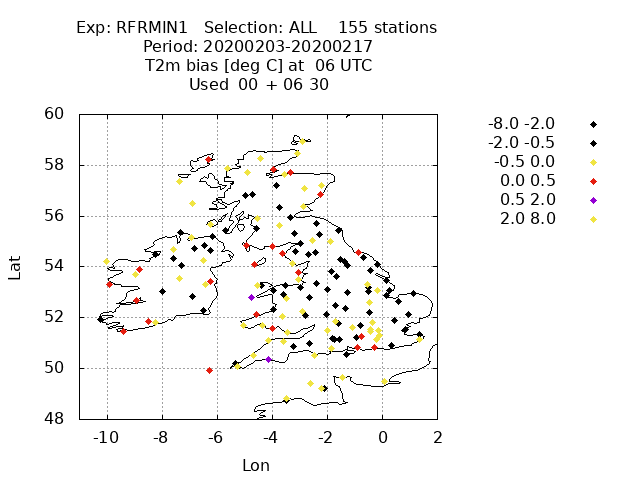 Exp: RFRMIN1 Selection: ALL 155 stations
Period: 20200203-20200217
T2m bias [deg C] at 06 UTC
Used 00 + 06 30
-8.0 -2.0
-2.0 -0.5
-0.5 0.0
0.0 0.5
0.5 2.0
2.0 8.0
60
58
56
54
52
50
48
Lat
-10 -8 -6 -4 -2 0 2
Lon